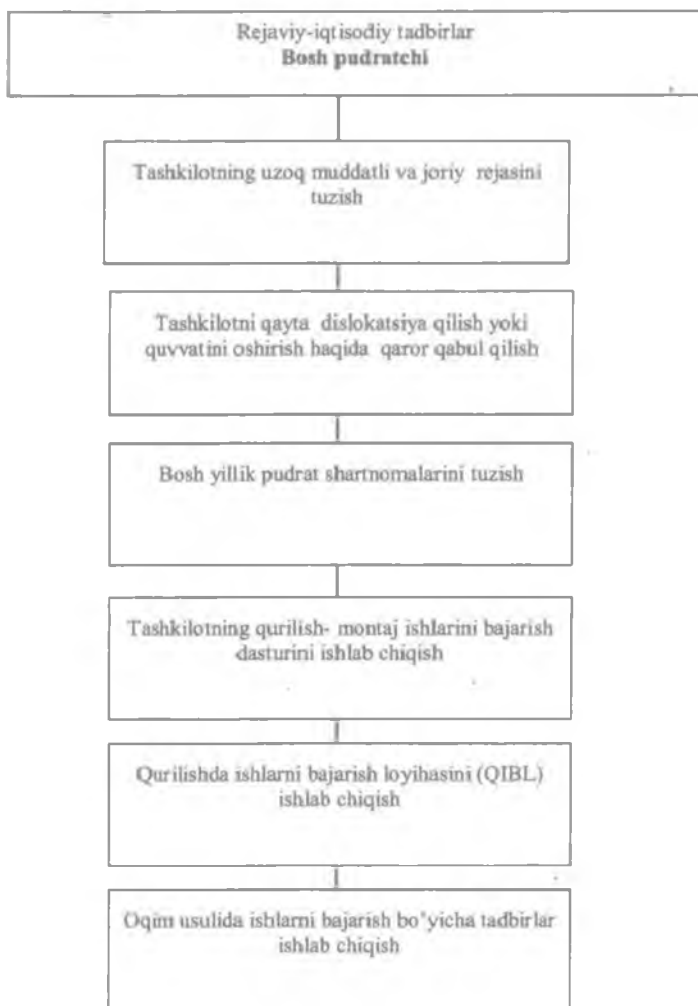 Rejaviy-iqtisodiy tadbirlar
Bosh pudratchi
Tashkilotning uzoq muddatli va joriy rejasini
tuzish
Tashkilotni qayta dislokatsiya qilish yoki
quvvatini oshirish haqida qaror qabul qilish
Bosh yillik pudrat shartnomalarini tuzish
Tashkilotning qurilish- montaj ishlarini bajarish
dasturini ishlab chiqish
Qurilishda ishlarni bajarish loyihasini (QIBL)
ishlab chiqish
Oqim usulida ishlarni bajarish bo'yicha tadbirlar
ishlab chiqish